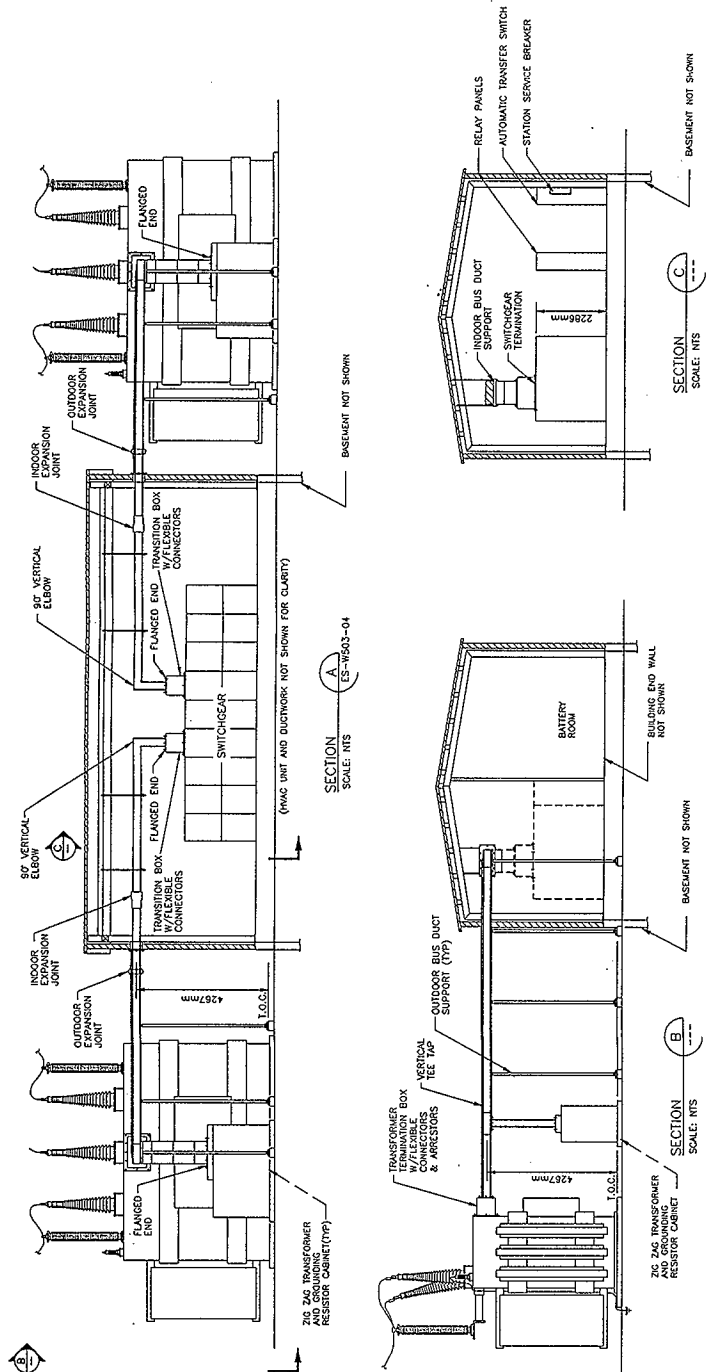 B
INDOOR
EXPANSION
JOINT
OUTDOOR
EXPANSION
JOINT
90° VERTICAL
ELBOW
C
90° VERTICAL
ELBOW
INDOOR
EXPANSION
JOINT
OUTDOOR
EXPANSION
JOINT
FLANGED
END
FLANGED
END
4267mm
T.O.C.
TRANSITION BOX
W/FLEXIBLE
CONNECTORS
FLANGED END
FLANGED END
TRANSITION BOX
W/FLEXIBLE
CONNECTORS
SWITCHGEAR
ZIG ZAG TRANSFORMER
AND GROUNDING
RESISTOR CABINET(TYP)
(HVAC UNIT AND DUCTWORK NOT SHOWN FOR CLARITY)
BASEMENT NOT SHOWN
SECTION
SCALE: NTS
A
ES-W503-04
TRANSFORMER
TERMINATION BOX
W/FLEXIBLE
CONNECTORS
& ARRESTORS
VERTICAL
TEE TAP
OUTDOOR BUS DUCT
SUPPORT (TYP)
4267mm
T.O.C.
BATTERY
ROOM
ZIG ZAG TRANSFORMER
AND GROUNDING
RESISTOR CABINET
BASEMENT NOT SHOWN
BUILDING END WALL
NOT SHOWN
SECTION
SCALE: NTS
B
---
INDOOR BUS DUCT
SUPPORT
SWITCHGEAR
TERMINATION
2286mm
RELAY PANELS
AUTOMATIC TRANSFER SWITCH
STATION SERVICE BREAKER
BASEMENT NOT SHOWN
SECTION
SCALE: NTS
C
---